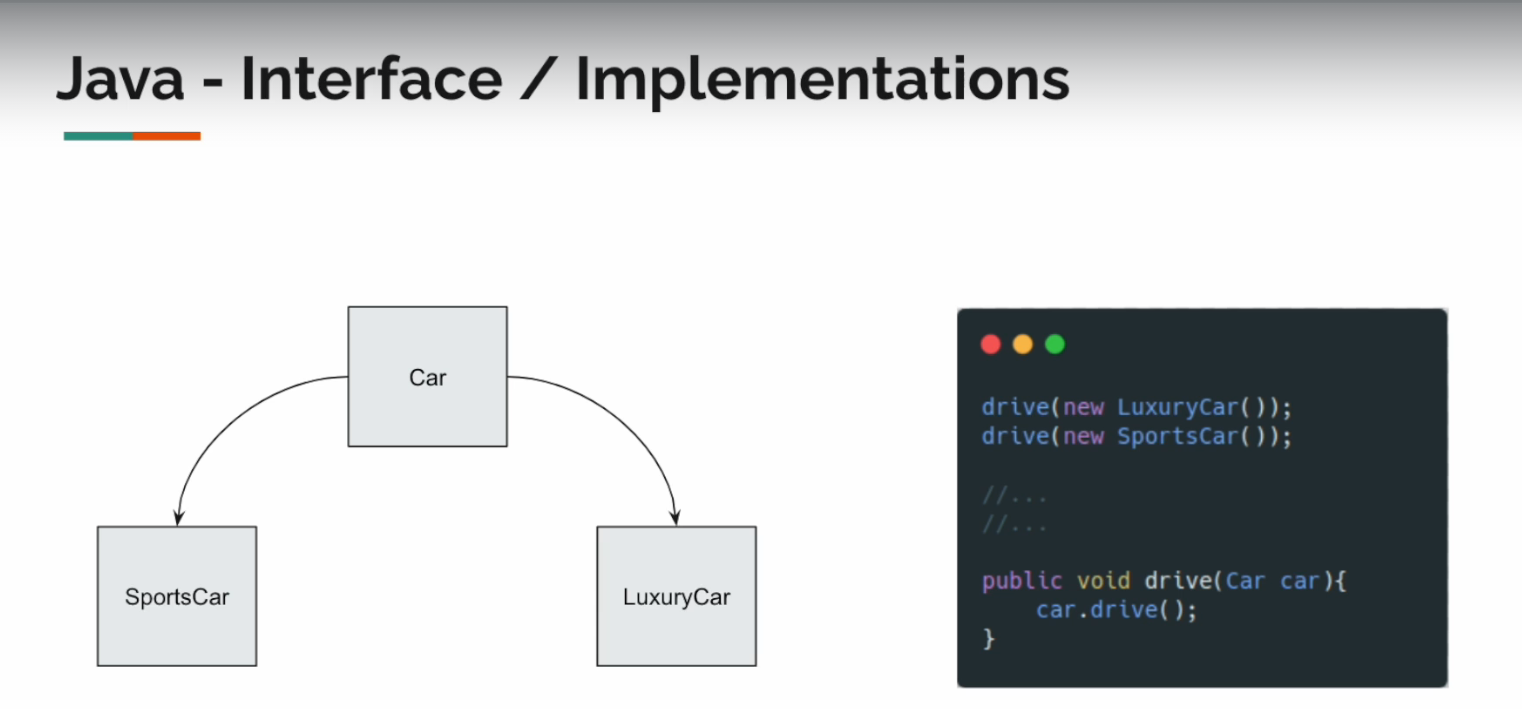 Java - Interface / Implementations
Car
SportsCar
LuxuryCar
drive(new LuxuryCar());
drive(new SportsCar());
//...
//...
public void drive(Car car){
    car.drive();
}